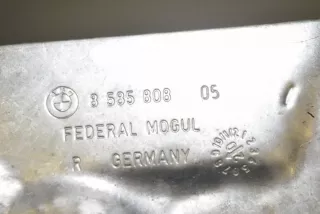 8 585 808 05
FEDERAL MOGUL
R GERMANY